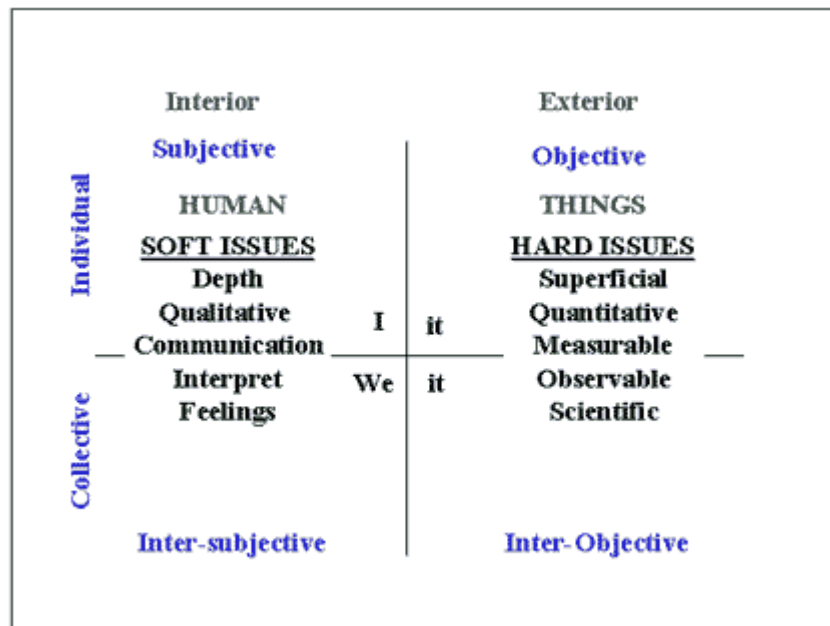 Interior Exterior
Subjective Objective
Individual
HUMAN THINGS
SOFT ISSUES HARD ISSUES
Depth Superficial
Qualitative Quantitative
I it
Communication Measurable
Collective
Interpret We it Observable
Feelings Scientific
Inter-subjective Inter-Objective